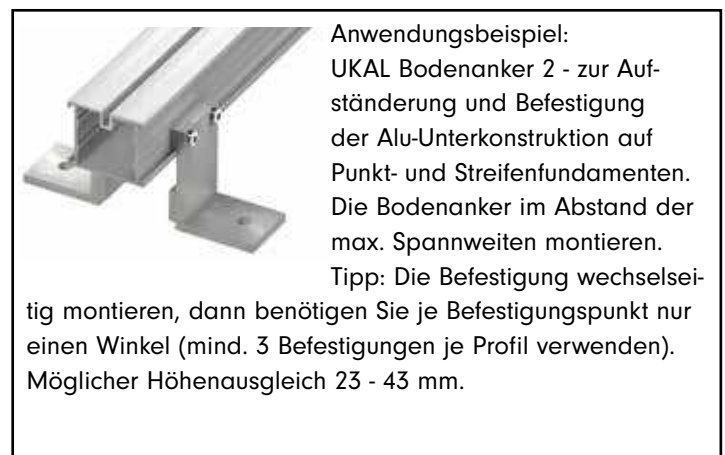 Anwendungsbeispiel:
UKAL Bodenanker 2 - zur Auf-
ständerung und Befestigung
der Alu-Unterkonstruktion auf
Punkt- und Streifenfundamenten.
Die Bodenanker im Abstand der
max. Spannweiten montieren.
Tipp: Die Befestigung wechselsei-
tig montieren, dann benötigen Sie je Befestigungspunkt nur
einen Winkel (mind. 3 Befestigungen je Profil verwenden).
Möglicher Höhenausgleich 23 - 43 mm.